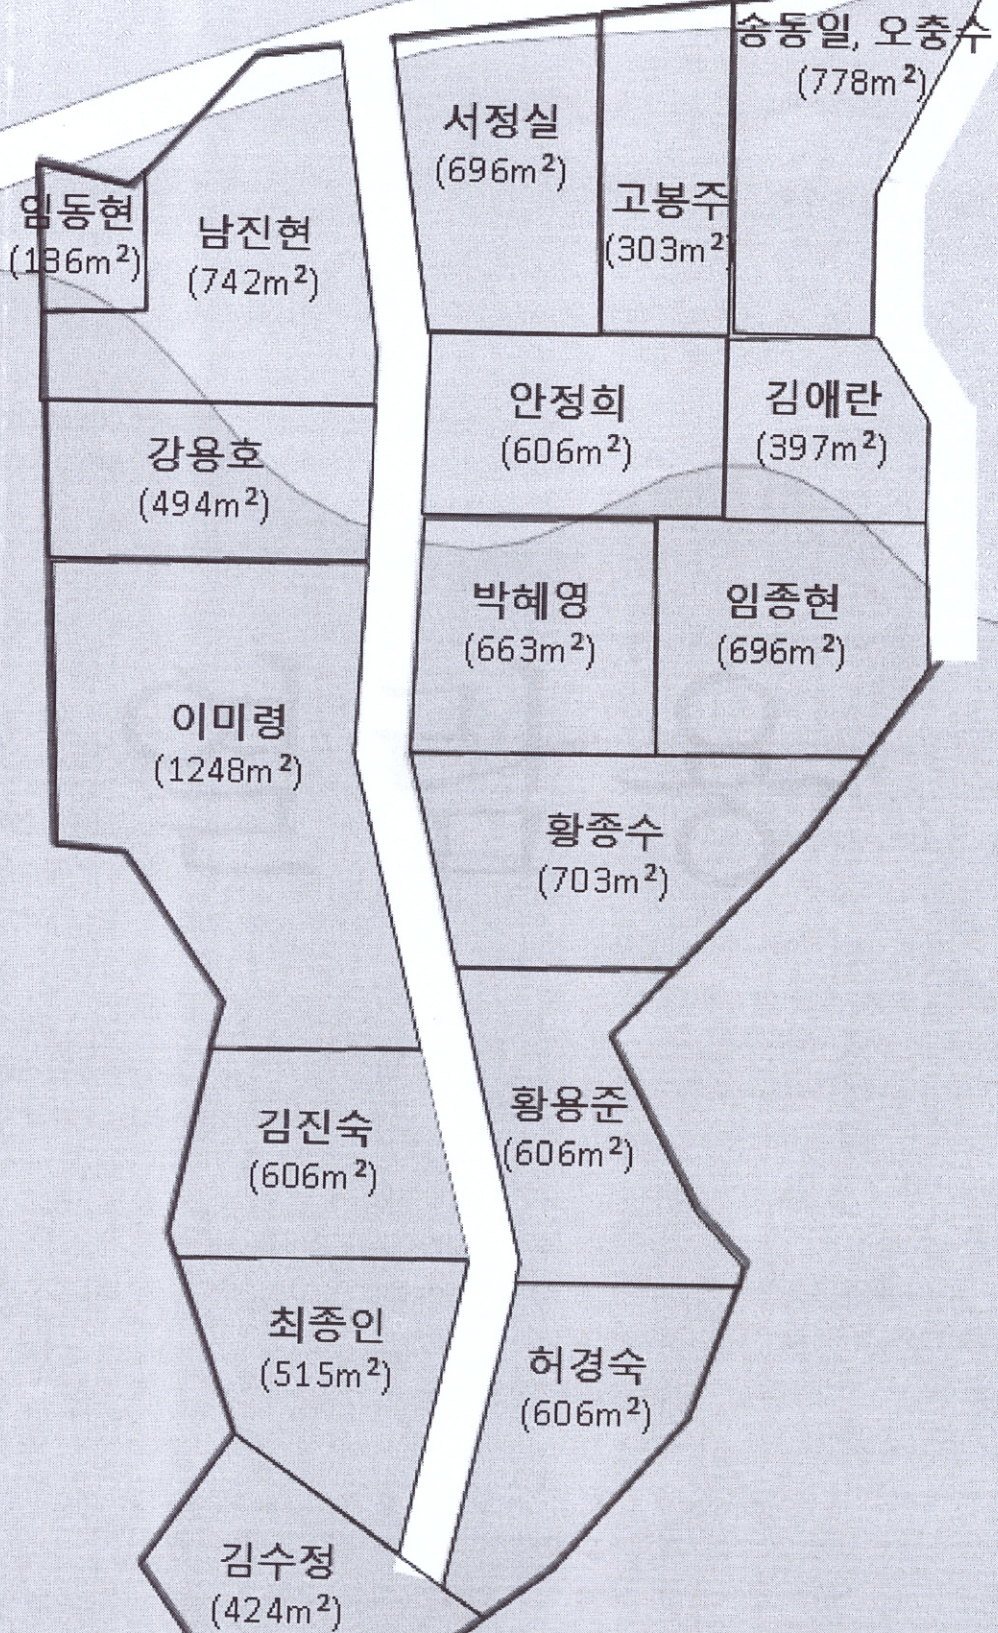 송동일, 오충수
(778m²)
서정실
(696m²)
고봉주
(303m²)
임동현
(136m²)
남진현
(742m²)
안정희
(606m²)
김애란
(397m²)
강용호
(494m²)
박혜영
(663m²)
임종현
(696m²)
이미령
(1248m²)
황종수
(703m²)
김진숙
(606m²)
황용준
(606m²)
최종인
(515m²)
허경숙
(606m²)
김수정
(424m²)